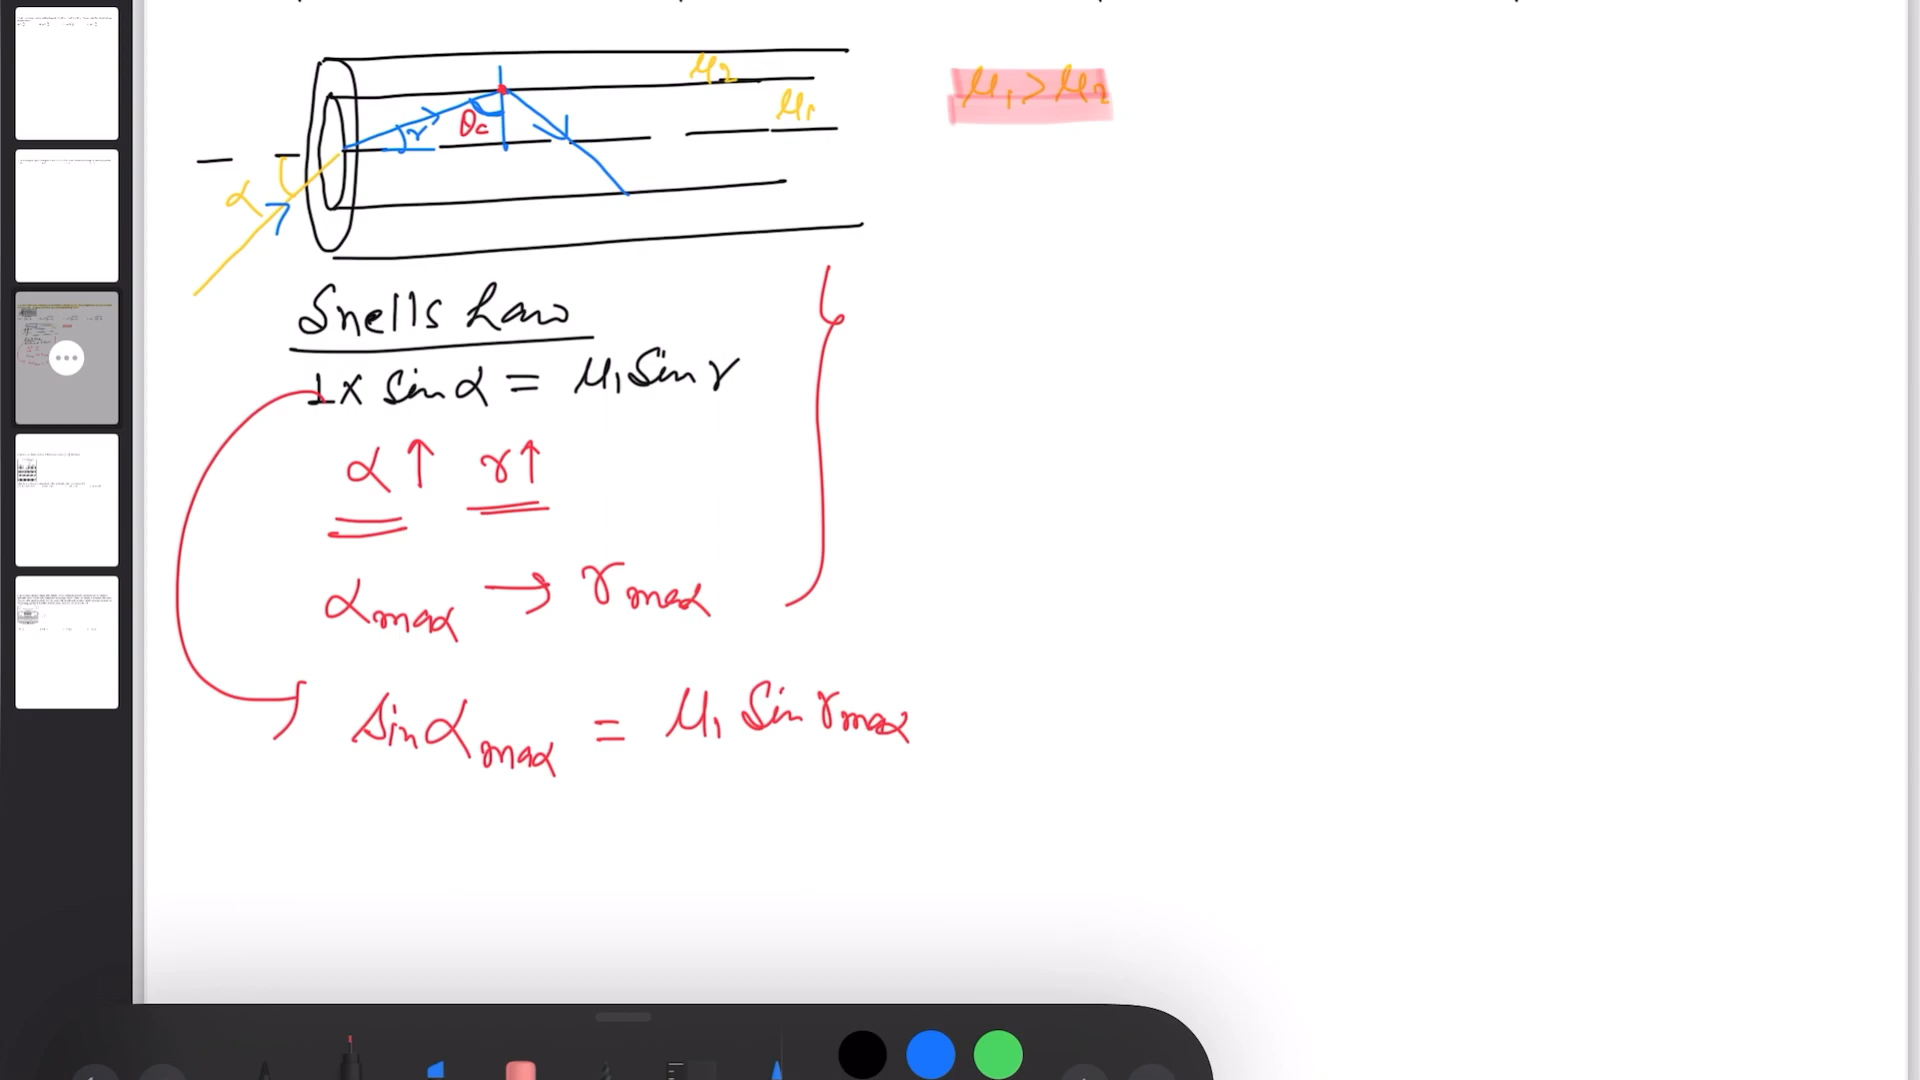 μ2
μ1 > μ2
μ1
θc
r
α
Snells Law
1 x Sin α = μ1 Sin r
α ↑ r ↑
αmax → rmax
Sin αmax = μ1 Sin rmax